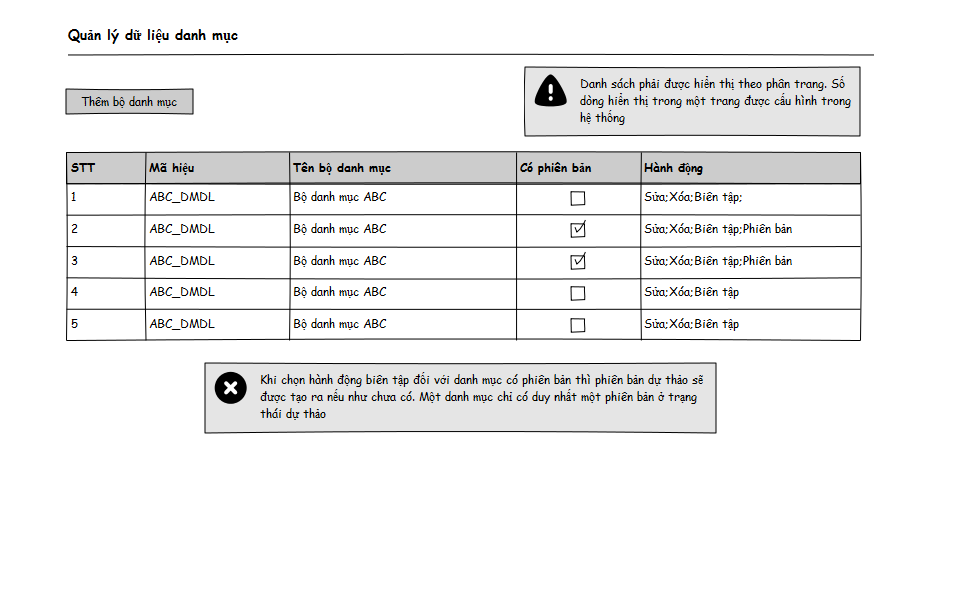 Quản lý dữ liệu danh mục
Thêm bộ danh mục
Danh sách phải được hiển thị theo phân trang. Số
dòng hiển thị trong một trang được cấu hình trong
hệ thống
STT Mã hiệu Tên bộ danh mục Có phiên bản Hành động
1 ABC_DMDL Bộ danh mục ABC Sửa;Xóa;Biên tập;
2 ABC_DMDL Bộ danh mục ABC Sửa;Xóa;Biên tập;Phiên bản
3 ABC_DMDL Bộ danh mục ABC Sửa;Xóa;Biên tập;Phiên bản
4 ABC_DMDL Bộ danh mục ABC Sửa;Xóa;Biên tập
5 ABC_DMDL Bộ danh mục ABC Sửa;Xóa;Biên tập
Khi chọn hành động biên tập đối với danh mục có phiên bản thì phiên bản dự thảo sẽ
được tạo ra nếu như chưa có. Một danh mục chỉ có duy nhất một phiên bản ở trạng
thái dự thảo